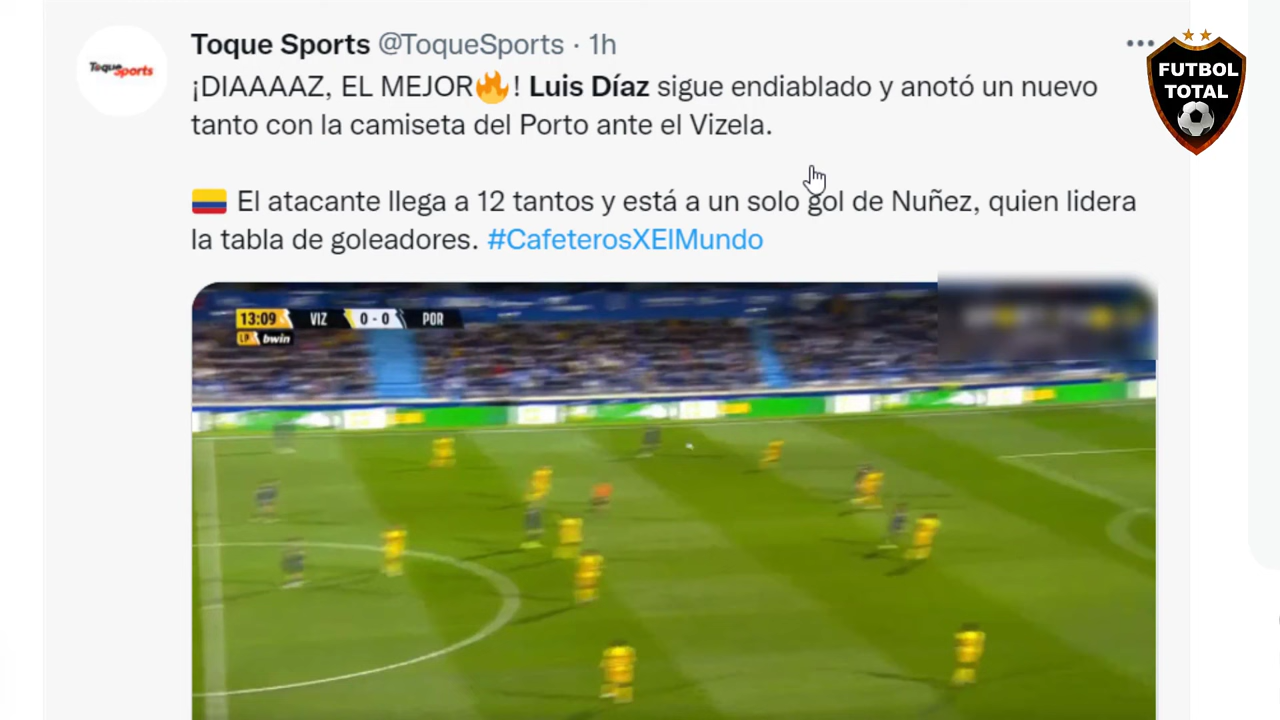 Toque Sports @ToqueSports · 1h
¡DIAAAAZ, EL MEJOR🔥! Luis Díaz sigue endiablado y anotó un nuevo
tanto con la camiseta del Porto ante el Vizela.
🇨🇴 El atacante llega a 12 tantos y está a un solo gol de Nuñez, quien lidera
la tabla de goleadores. #CafeterosXElMundo
Toque Sports
FUTBOL
TOTAL
13:09 VIZ 0 - 0 POR
LP bwin